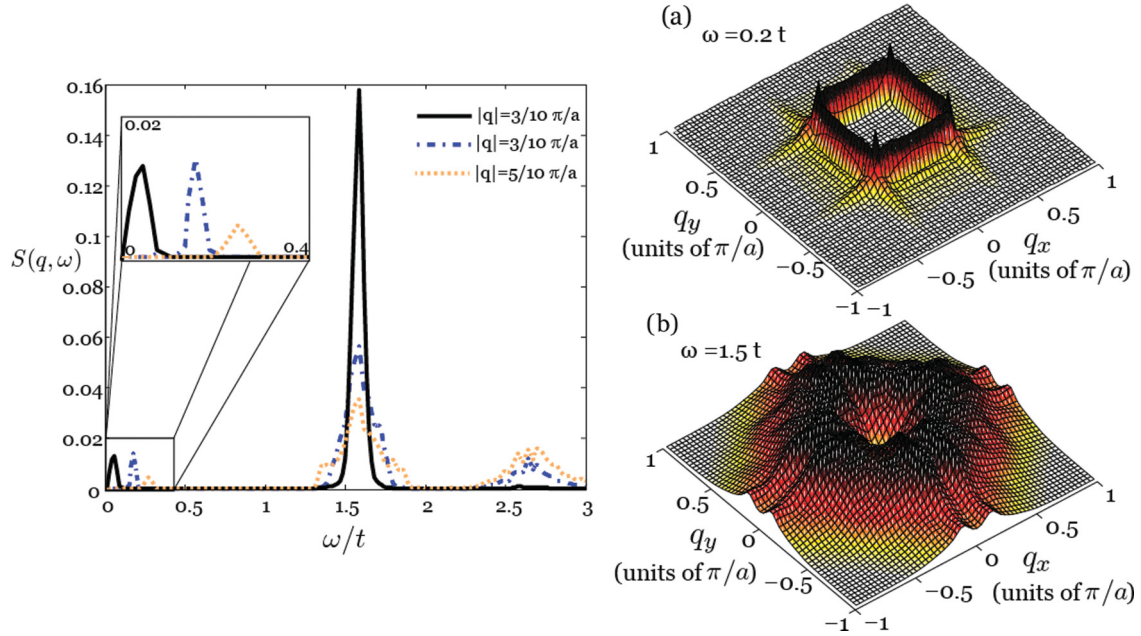 0.16
0.14
0.12
0.1
S(q,ω)
0.08
0.06
0.04
0.02
0
0
0.5
1
1.5
2
2.5
3
ω/t
|q|=3/10 π/a
|q|=3/10 π/a
|q|=5/10 π/a
0.02
0
0.4
(a)
ω =0.2 t
1
0.5
0
-0.5
-1
q_y
(units of π/a)
-1
-0.5
0
0.5
1
q_x
(units of π/a)
(b)
ω =1.5 t
1
0.5
0
-0.5
-1
q_y
(units of π/a)
-1
-0.5
0
0.5
1
q_x
(units of π/a)